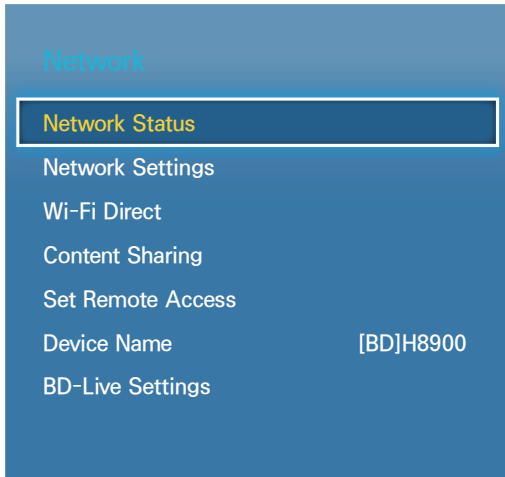 Network
Network Status
Network Settings
Wi-Fi Direct
Content Sharing
Set Remote Access
Device Name [BD]H8900
BD-Live Settings